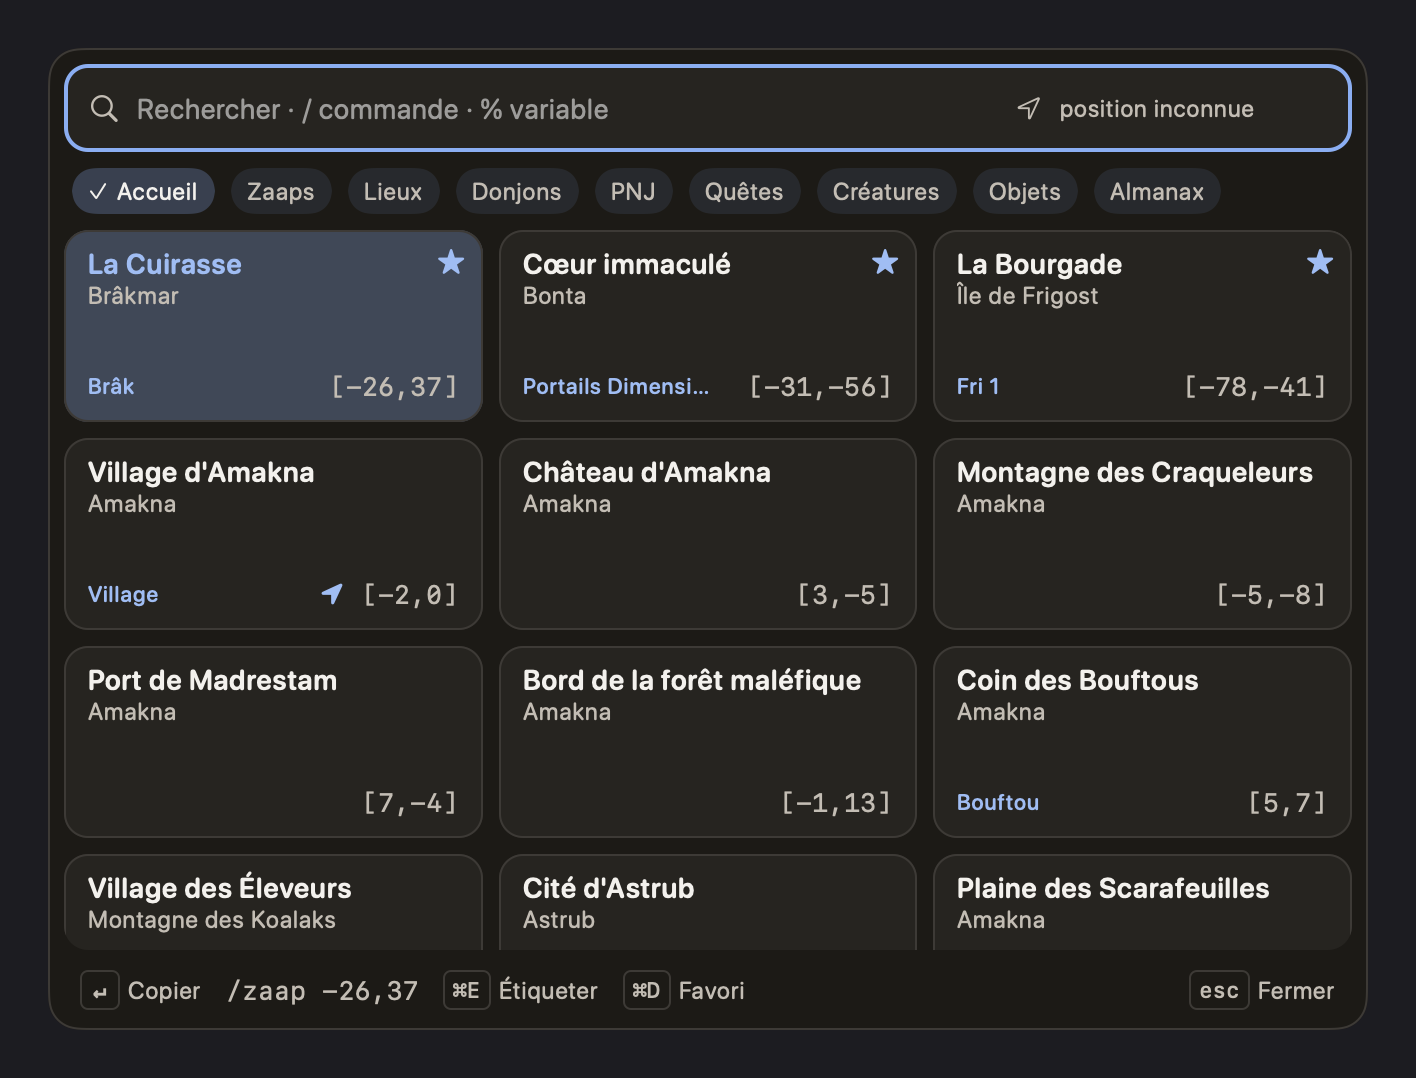 Rechercher · / commande · % variable
position inconnue
✓ Accueil
Zaaps
Lieux
Donjons
PNJ
Quêtes
Créatures
Objets
Almanax
La Cuirasse
Brâkmar
Brâk
[−26,37]
Cœur immaculé
Bonta
Portails Dimensi...
[−31,−56]
La Bourgade
Île de Frigost
Fri 1
[−78,−41]
Village d'Amakna
Amakna
Village
[−2,0]
Château d'Amakna
Amakna
[3,−5]
Montagne des Craqueleurs
Amakna
[−5,−8]
Port de Madrestam
Amakna
[7,−4]
Bord de la forêt maléfique
Amakna
[−1,13]
Coin des Bouftous
Amakna
Bouftou
[5,7]
Village des Éleveurs
Montagne des Koalaks
Cité d'Astrub
Astrub
Plaine des Scarafeuilles
Amakna
↵ Copier /zaap −26,37 ⌘E Étiqueter ⌘D Favori
esc Fermer